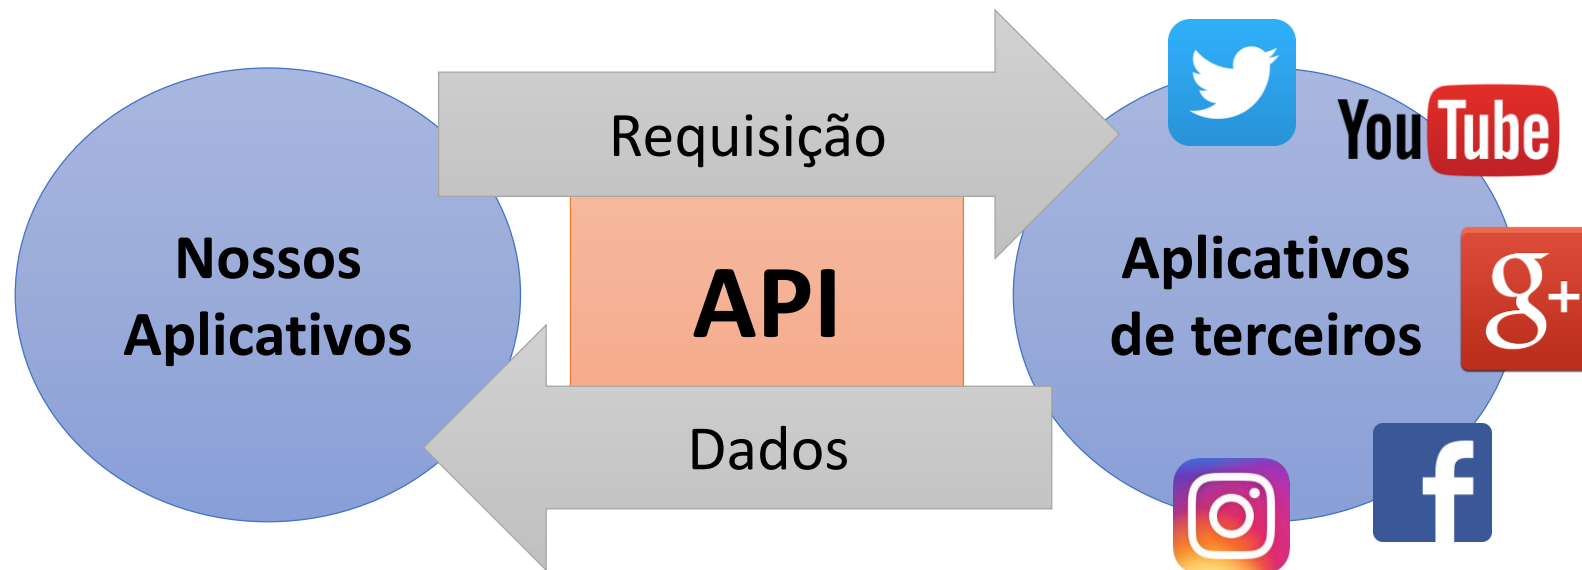 Requisição
YouTube
Nossos
Aplicativos
API
Aplicativos
de terceiros
g+
Dados
f